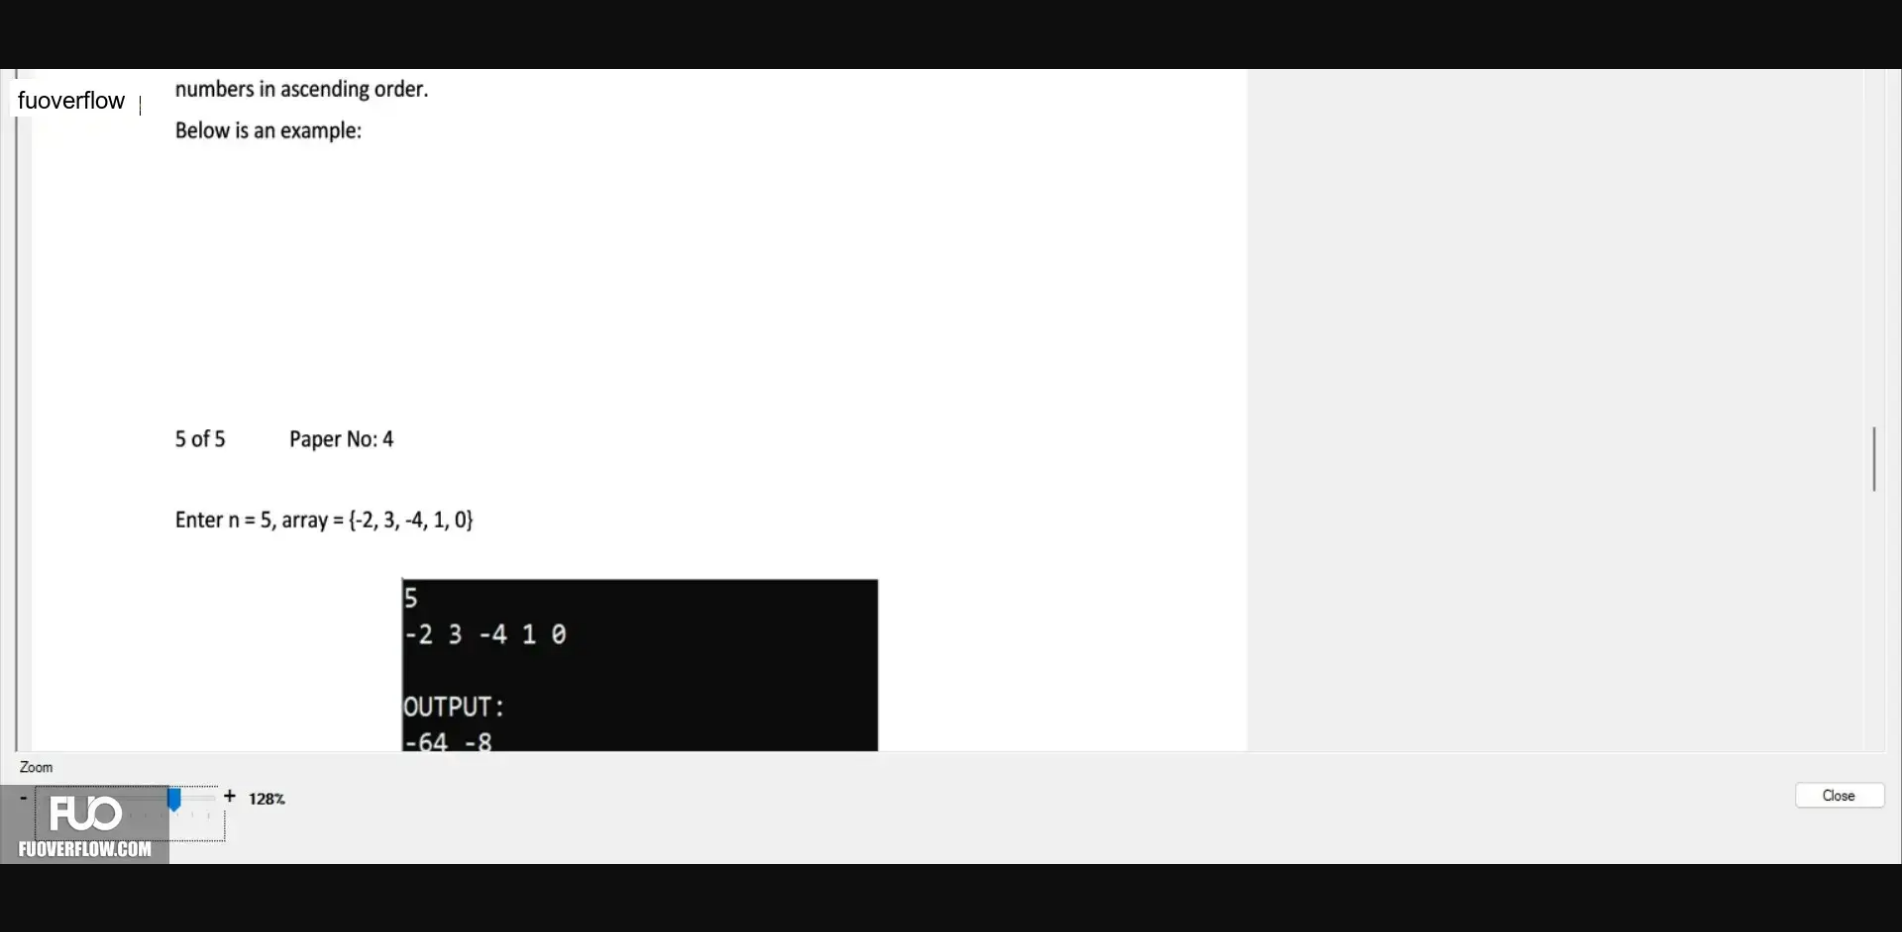 numbers in ascending order.
fuoverflow |
Below is an example:
5 of 5 Paper No: 4
Enter n = 5, array = {-2, 3, -4, 1, 0}
5
-2 3 -4 1 0
OUTPUT:
-64 -8
Zoom
- + 128%
Close
FUO
FUOVERFLOW.COM